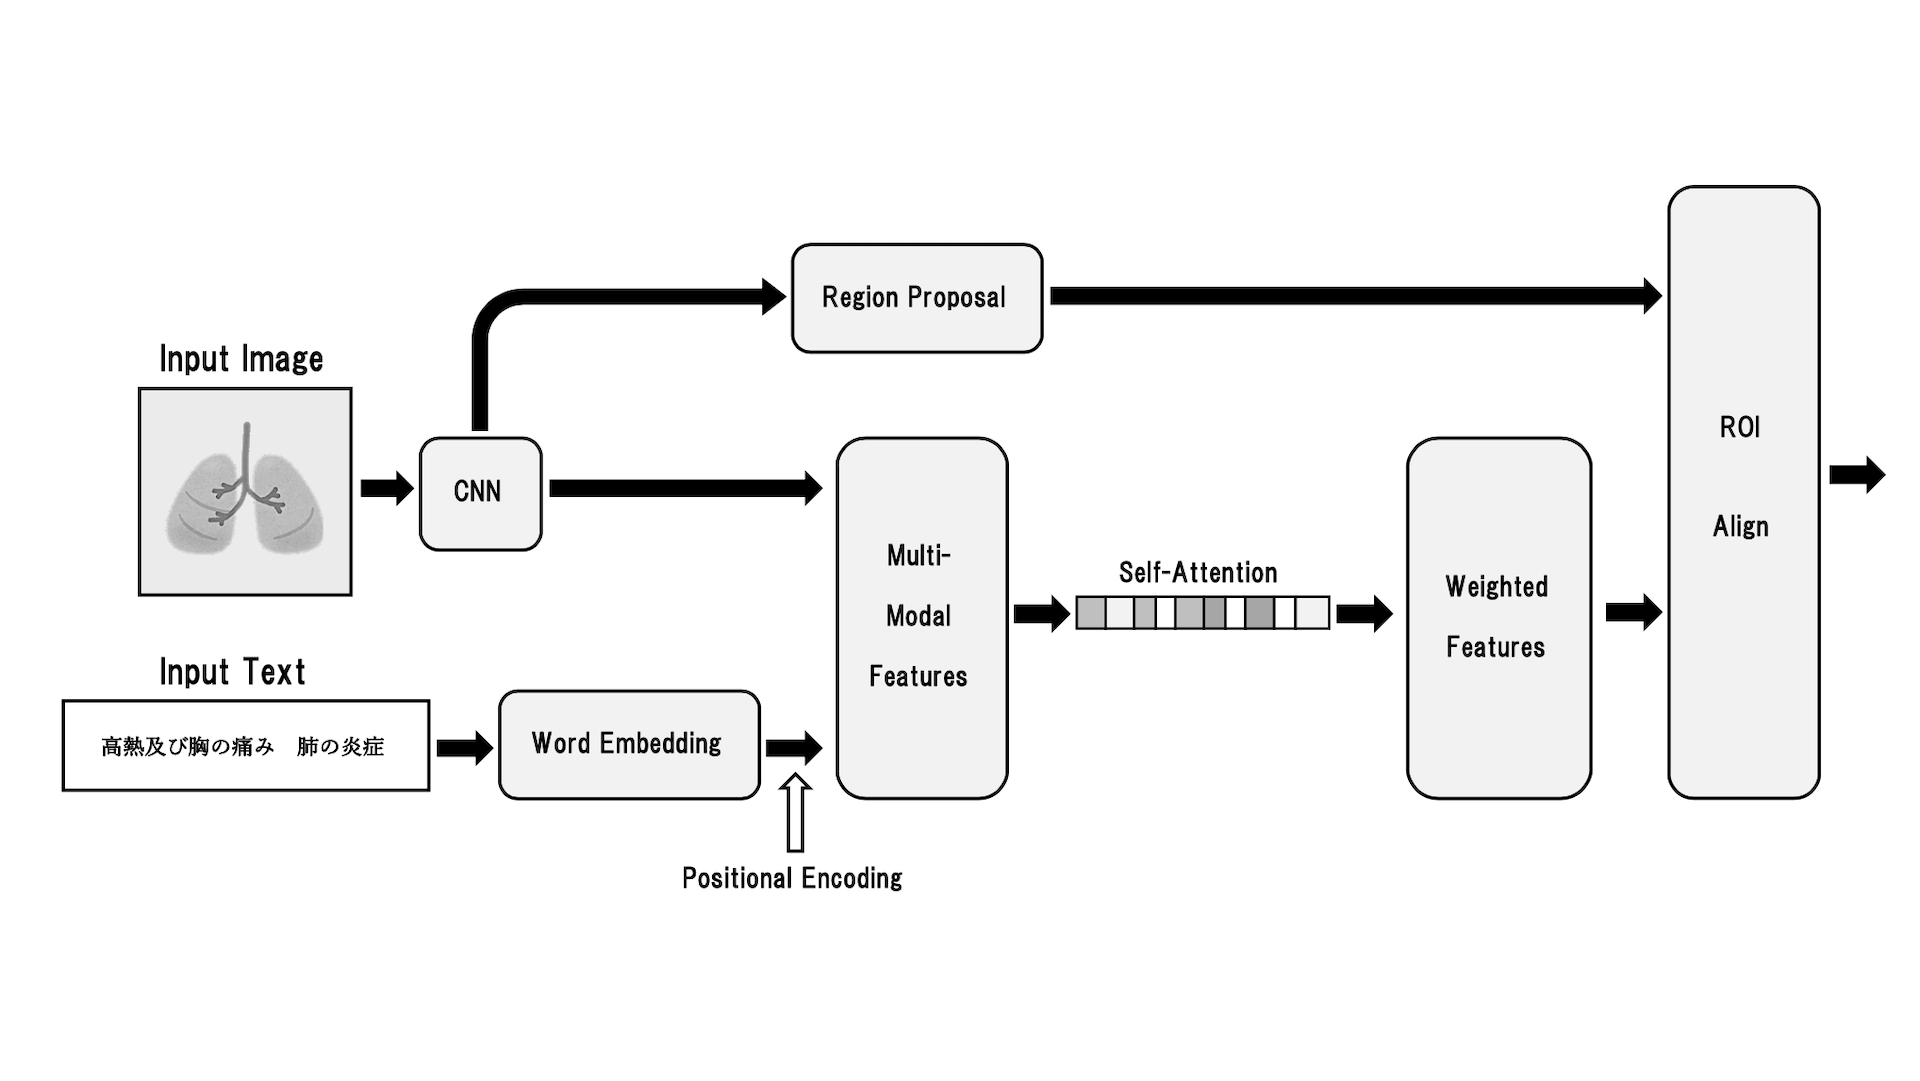 Input Image
CNN
Region Proposal
Input Text
高熱及び胸の痛み　肺の炎症
Word Embedding
Positional Encoding
Multi-
Modal
Features
Self-Attention
Weighted
Features
ROI
Align